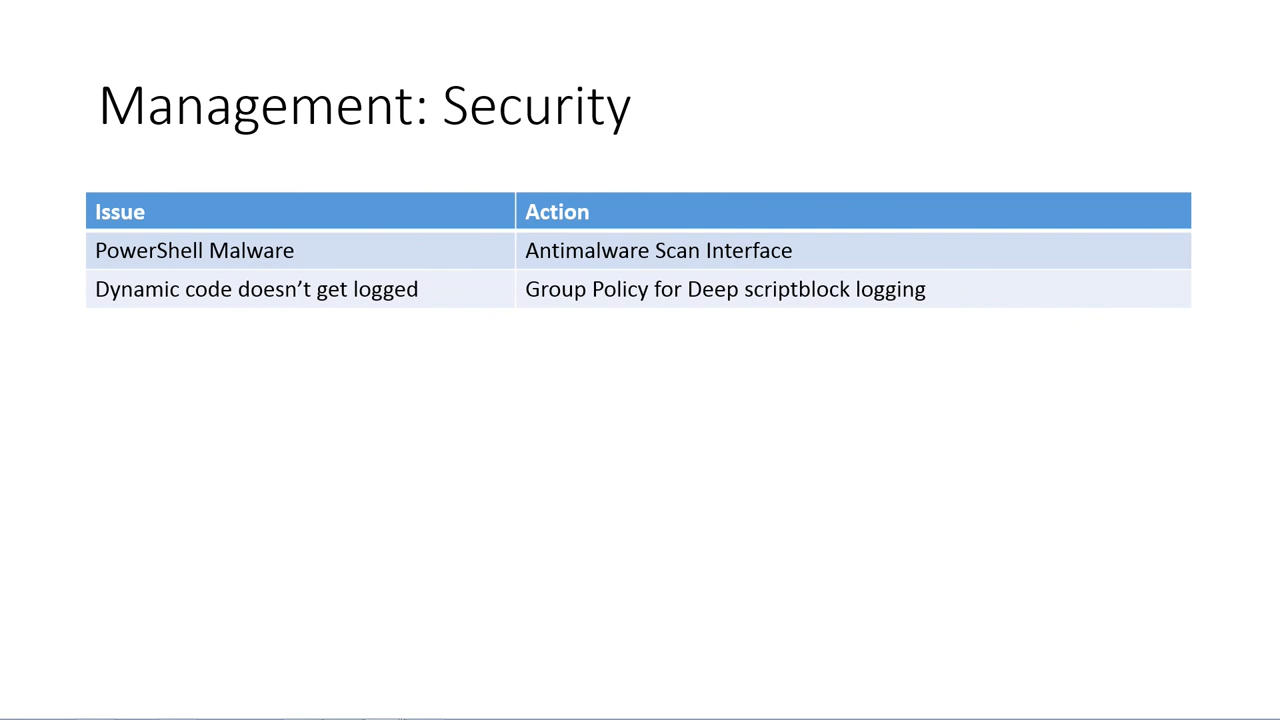 Management: Security
Issue Action
PowerShell Malware Antimalware Scan Interface
Dynamic code doesn’t get logged Group Policy for Deep scriptblock logging